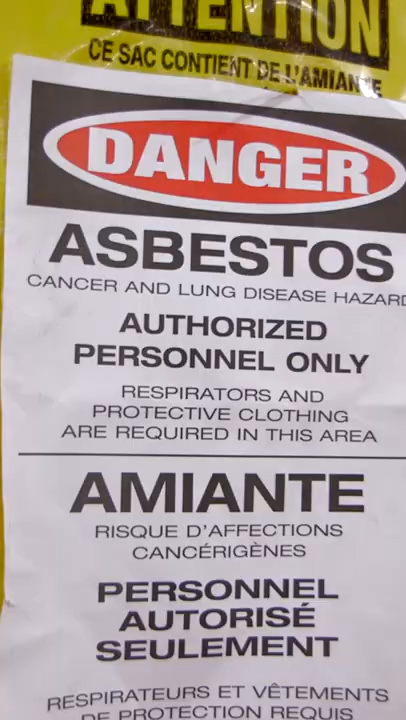 ATTENTION
CE SAC CONTIENT DE L'AMIANTE
DANGER
ASBESTOS
CANCER AND LUNG DISEASE HAZARD
AUTHORIZED
PERSONNEL ONLY
RESPIRATORS AND
PROTECTIVE CLOTHING
ARE REQUIRED IN THIS AREA
AMIANTE
RISQUE D'AFFECTIONS
CANCÉRIGÈNES
PERSONNEL
AUTORISÉ
SEULEMENT
RESPIRATEURS ET VÊTEMENTS
DE PROTECTION REQUIS